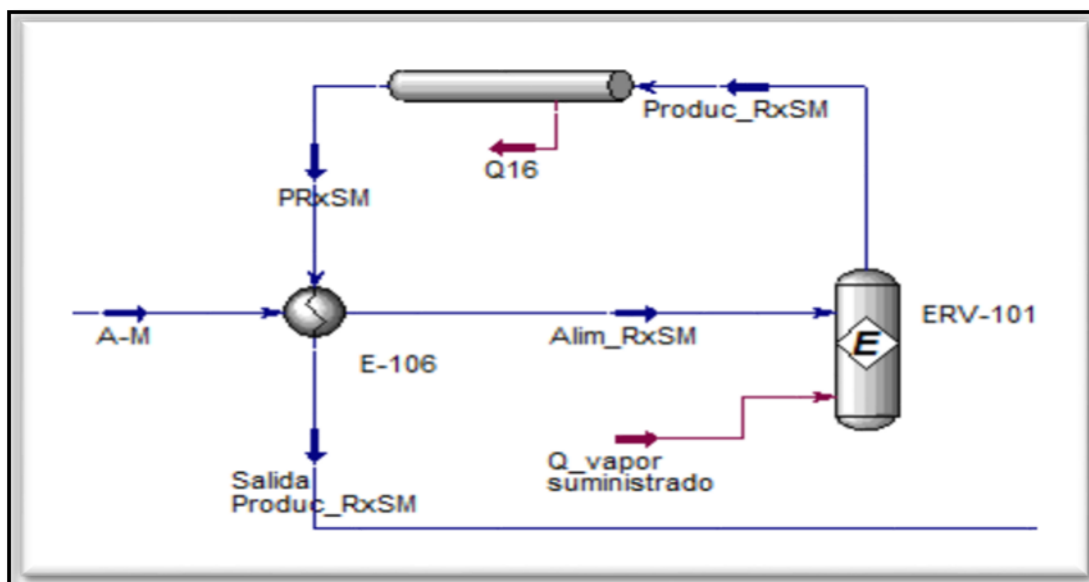 Produc_RxSM
Q16
PRxSM
A-M
E-106
Alim_RxSM
ERV-101
E
Q_vapor
suministrado
Salida
Produc_RxSM